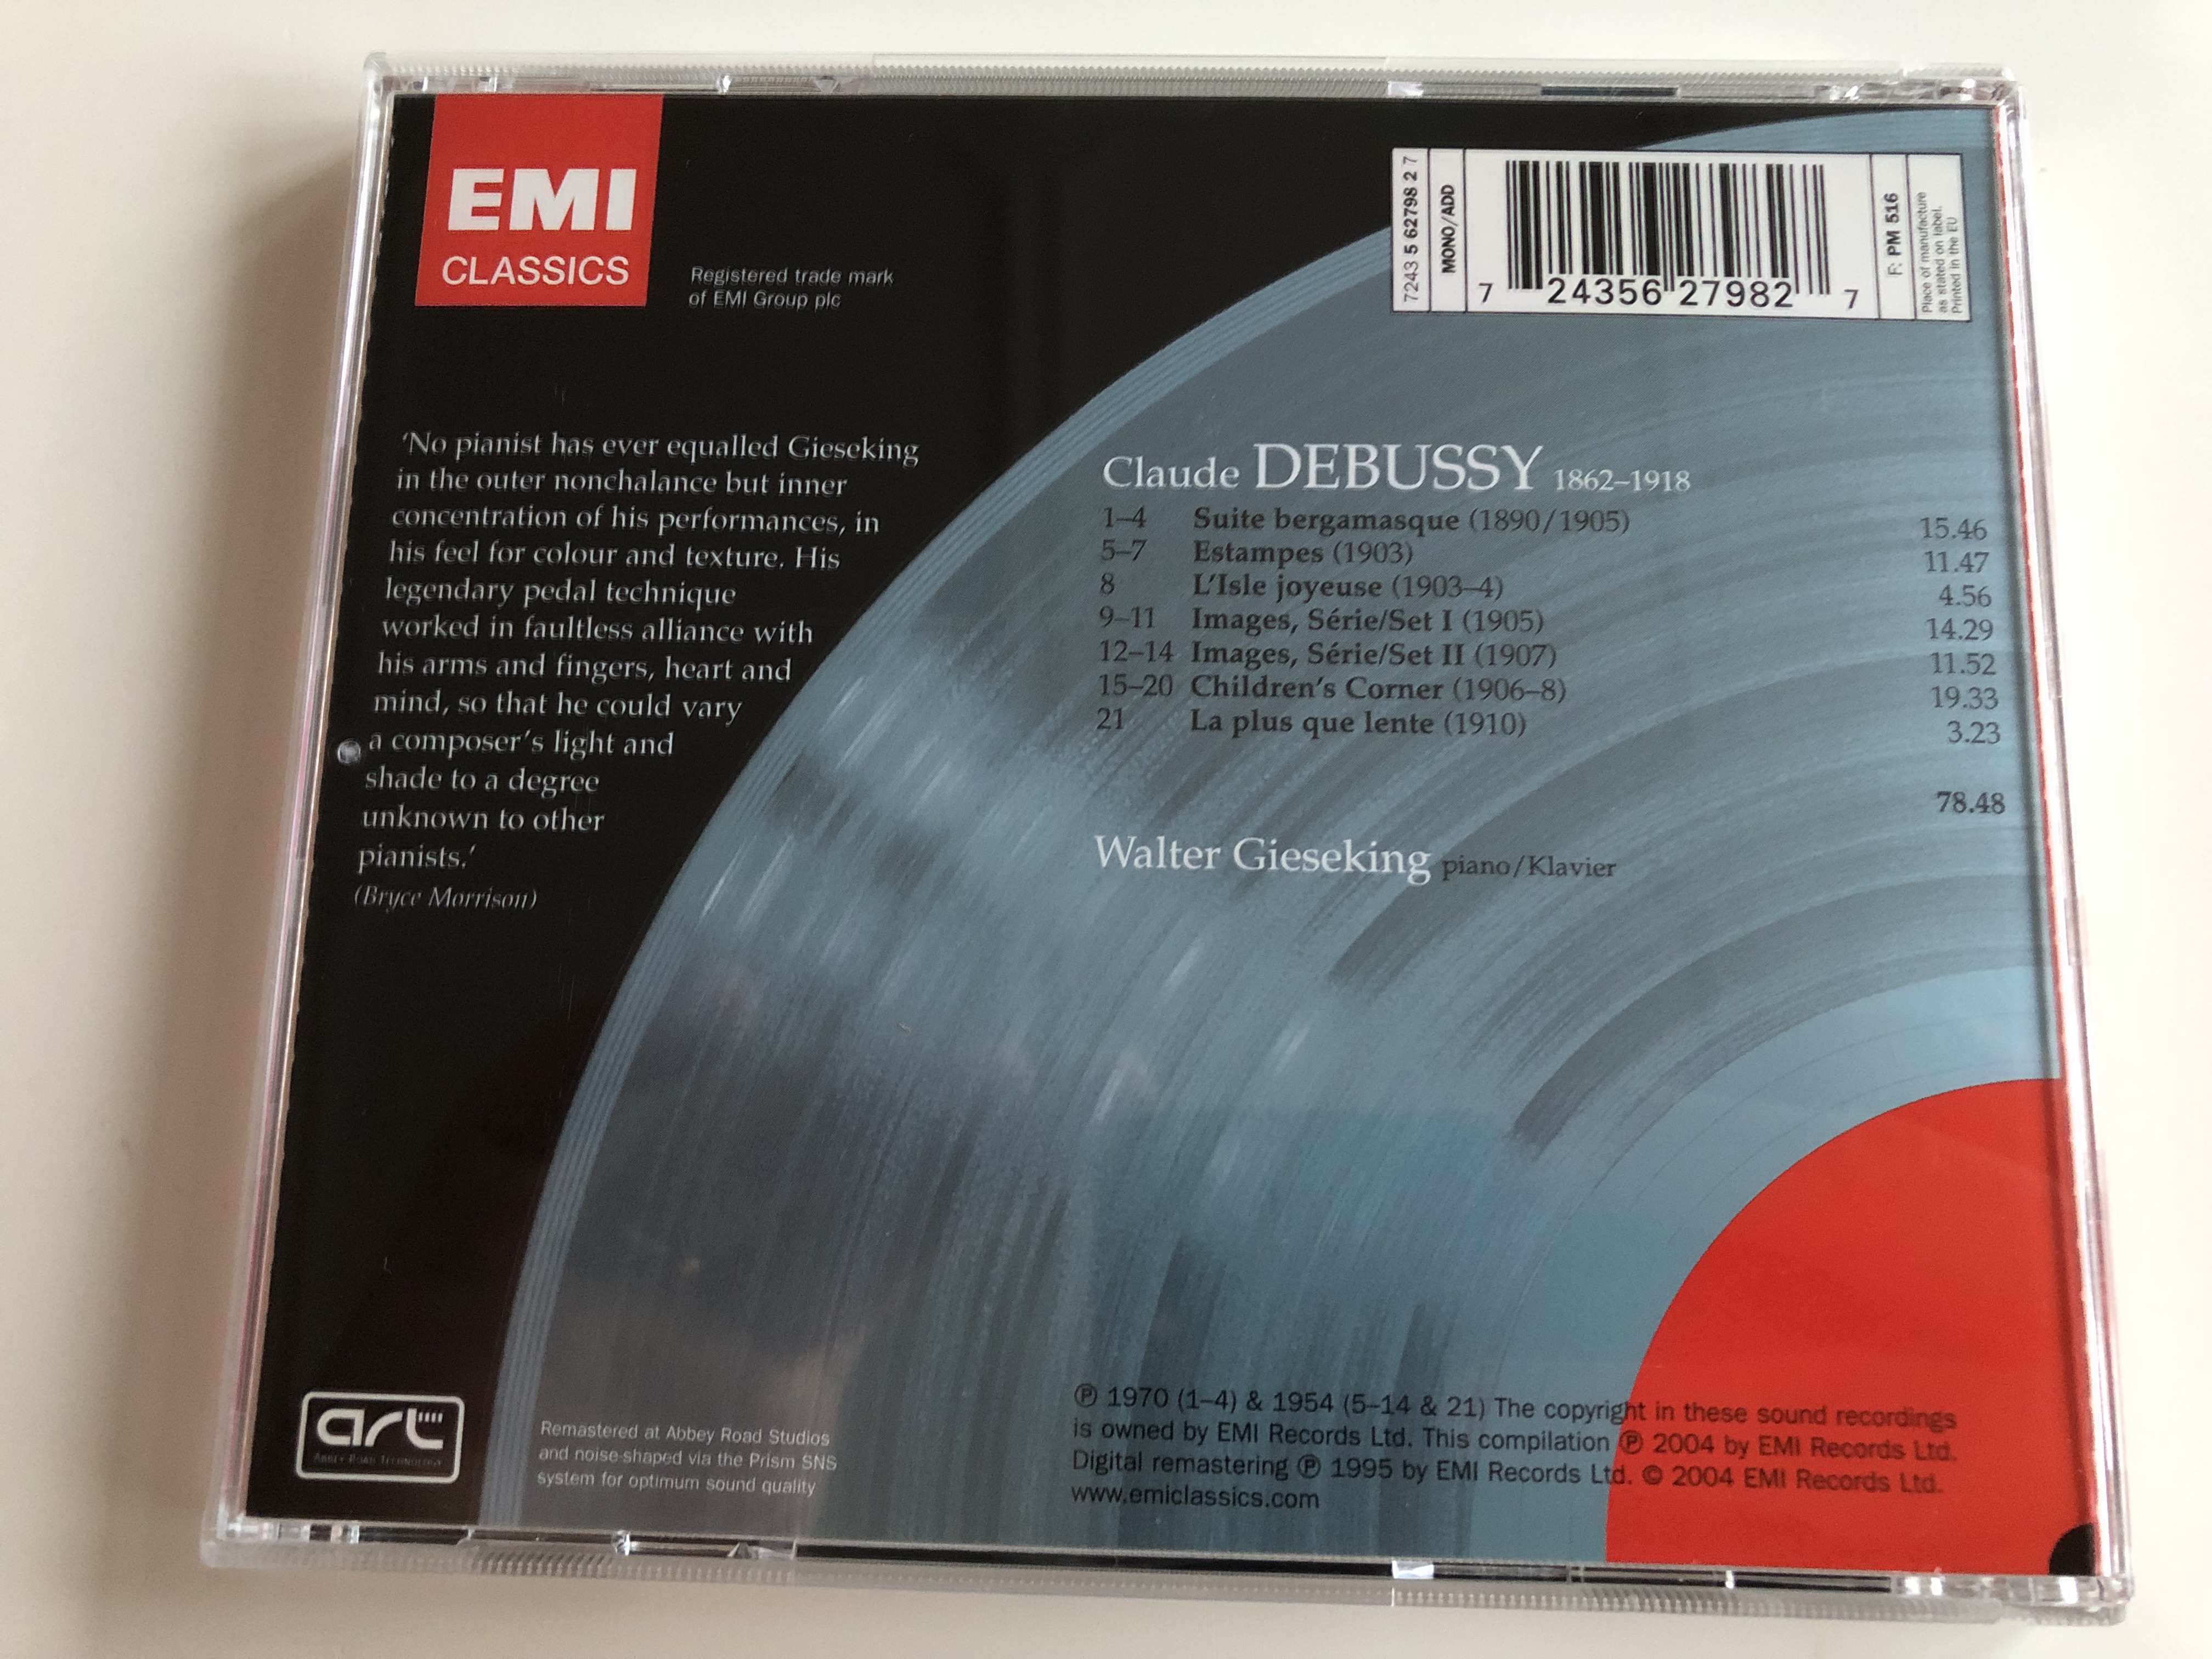 EMI
CLASSICS
Registered trade mark
of EMI Group plc
7243 5 62798 2 7
MONO/ADD
7 24356 27982 7
F: PM 516
Place of manufacture
as stated on label.
Printed in the EU
'No pianist has ever equalled Gieseking
in the outer nonchalance but inner
concentration of his performances, in
his feel for colour and texture. His
legendary pedal technique
worked in faultless alliance with
his arms and fingers, heart and
mind, so that he could vary
a composer's light and
shade to a degree
unknown to other
pianists.'
(Bryce Morrison)
Claude DEBUSSY 1862–1918
1–4 Suite bergamasque (1890/1905) 15.46
5–7 Estampes (1903) 11.47
8 L'Isle joyeuse (1903–4) 4.56
9–11 Images, Série/Set I (1905) 14.29
12–14 Images, Série/Set II (1907) 11.52
15–20 Children's Corner (1906–8) 19.33
21 La plus que lente (1910) 3.23
78.48
Walter Gieseking piano/Klavier
art
ABBEY ROAD TECHNOLOGY
Remastered at Abbey Road Studios
and noise-shaped via the Prism SNS
system for optimum sound quality
℗ 1970 (1–4) & 1954 (5–14 & 21) The copyright in these sound recordings
is owned by EMI Records Ltd. This compilation ℗ 2004 by EMI Records Ltd.
Digital remastering ℗ 1995 by EMI Records Ltd. © 2004 EMI Records Ltd.
www.emiclassics.com